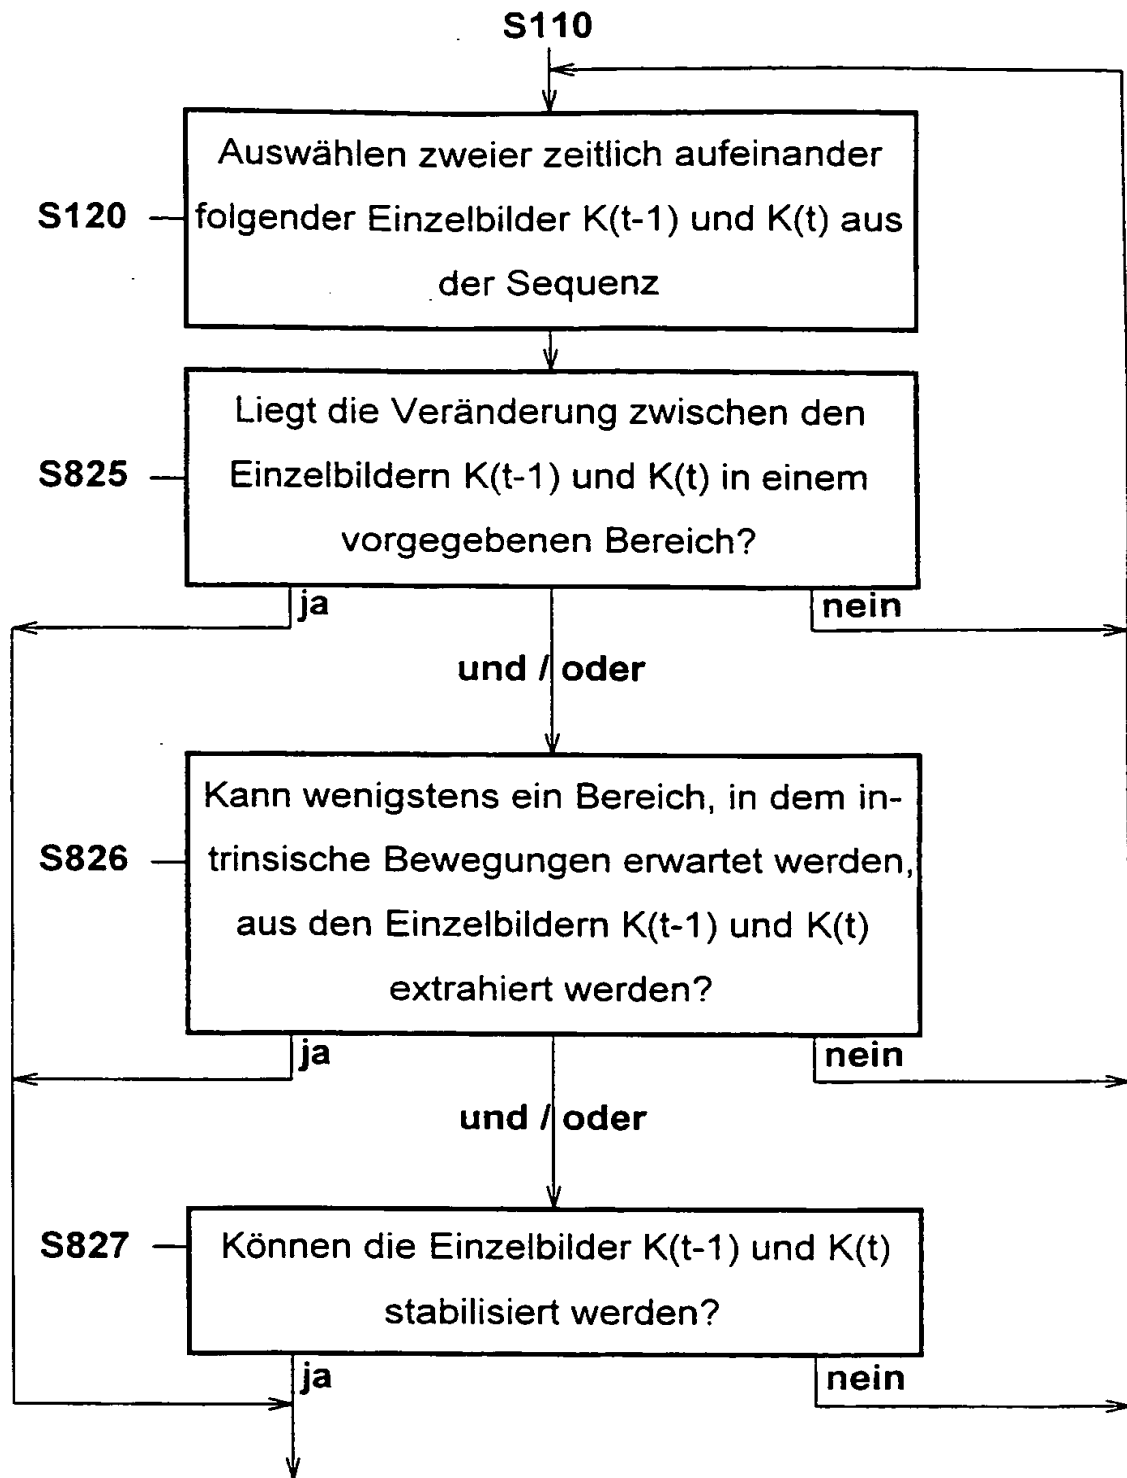 S110
Auswählen zweier zeitlich aufeinander
S120
folgender Einzelbilder K(t-1) und K(t) aus
der Sequenz
Liegt die Veränderung zwischen den
S825
Einzelbildern K(t-1) und K(t) in einem
vorgegebenen Bereich?
ja
nein
und / oder
Kann wenigstens ein Bereich, in dem in-
S826
trinsische Bewegungen erwartet werden,
aus den Einzelbildern K(t-1) und K(t)
extrahiert werden?
ja
nein
und / oder
S827
Können die Einzelbilder K(t-1) und K(t)
stabilisiert werden?
ja
nein